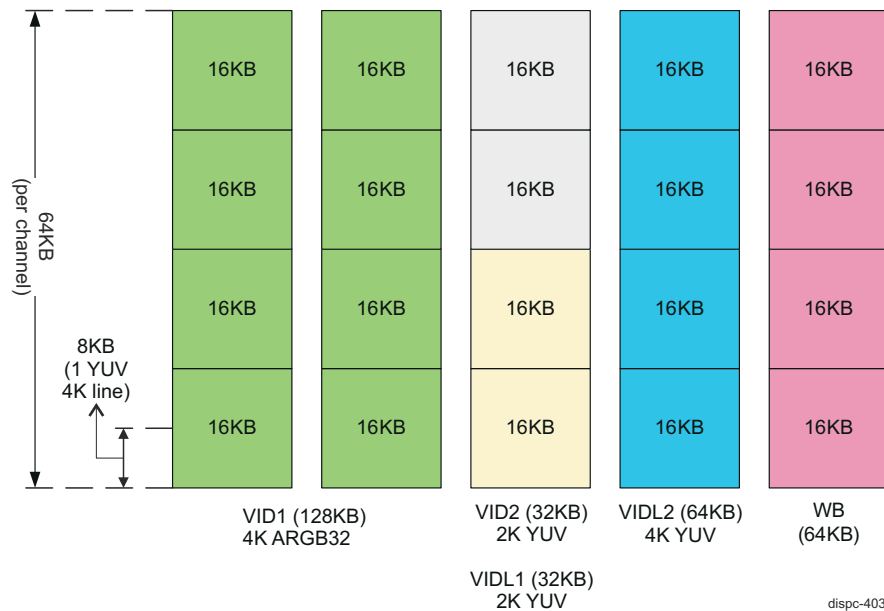 16KB 16KB 16KB 16KB 16KB
16KB 16KB 16KB 16KB 16KB
64KB
(per channel)
16KB 16KB 16KB 16KB 16KB
8KB
(1 YUV
4K line)
16KB 16KB 16KB 16KB 16KB
VID1 (128KB)
4K ARGB32
VID2 (32KB)
2K YUV
VIDL1 (32KB)
2K YUV
VIDL2 (64KB)
4K YUV
WB
(64KB)
dispc-403